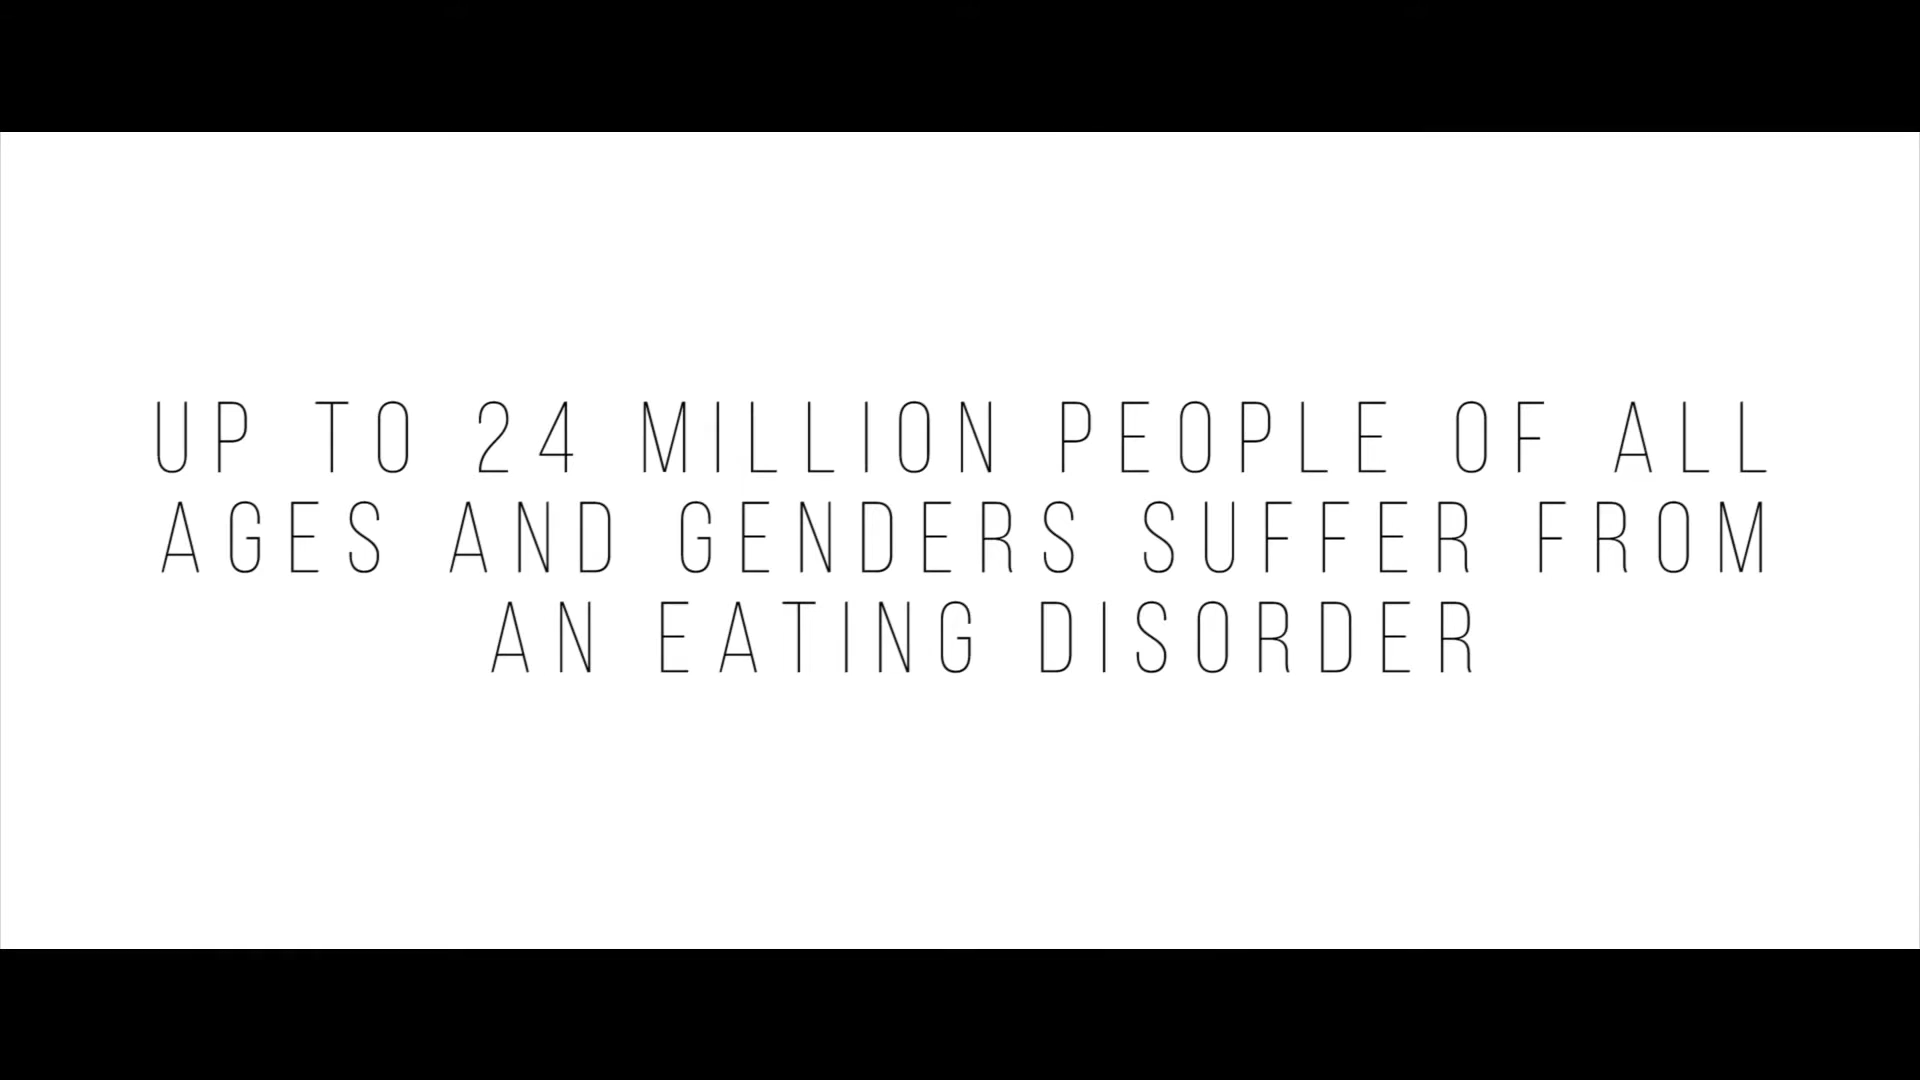 UP TO 24 MILLION PEOPLE OF ALL
AGES AND GENDERS SUFFER FROM
AN EATING DISORDER